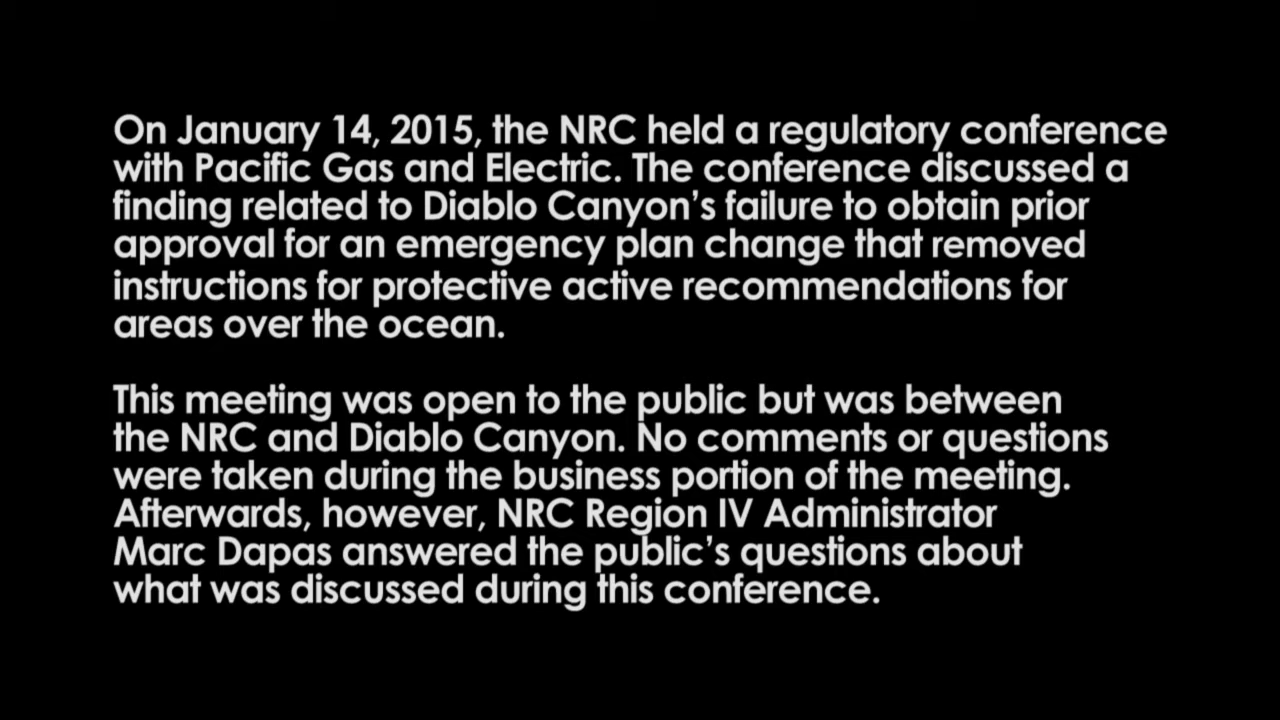 On January 14, 2015, the NRC held a regulatory conference
with Pacific Gas and Electric. The conference discussed a
finding related to Diablo Canyon's failure to obtain prior
approval for an emergency plan change that removed
instructions for protective active recommendations for
areas over the ocean.
This meeting was open to the public but was between
the NRC and Diablo Canyon. No comments or questions
were taken during the business portion of the meeting.
Afterwards, however, NRC Region IV Administrator
Marc Dapas answered the public's questions about
what was discussed during this conference.